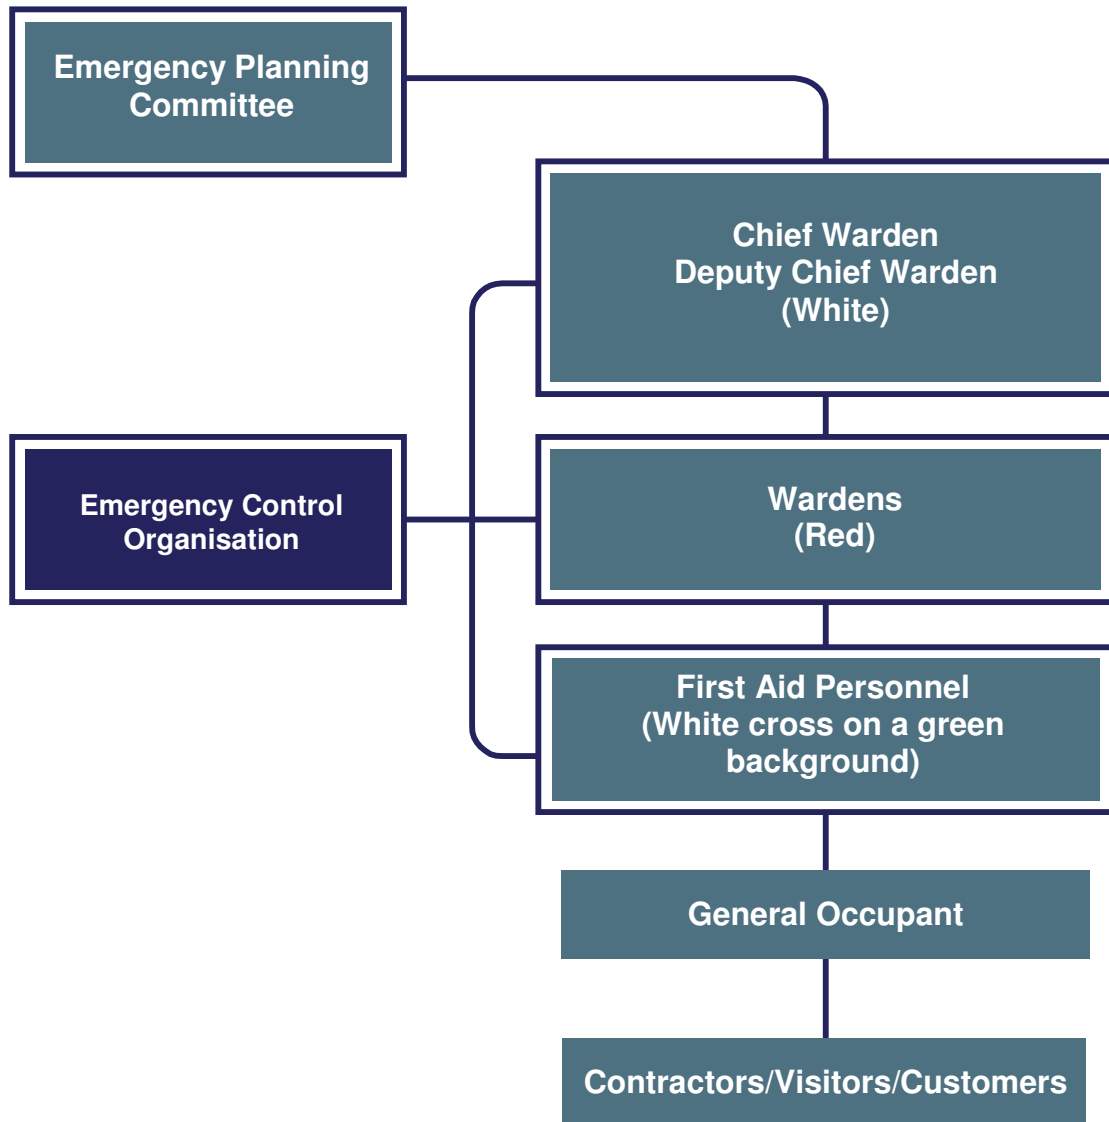 Emergency Planning
Committee
Chief Warden
Deputy Chief Warden
(White)
Emergency Control
Organisation
Wardens
(Red)
First Aid Personnel
(White cross on a green
background)
General Occupant
Contractors/Visitors/Customers